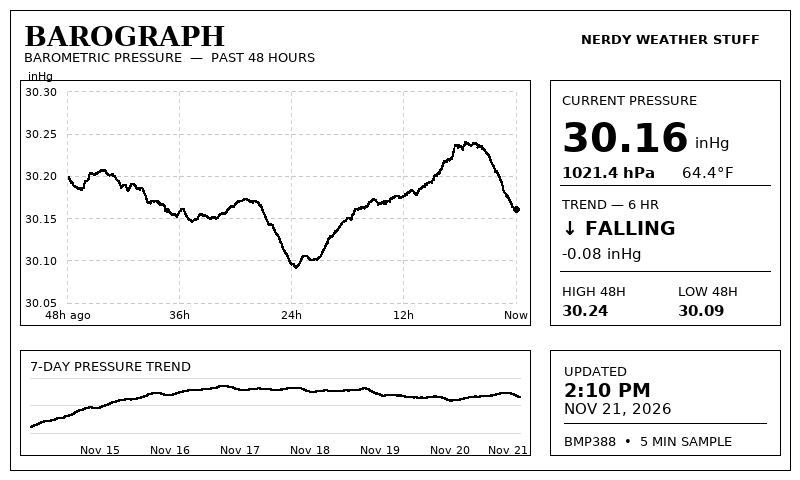 BAROGRAPH
BAROMETRIC PRESSURE — PAST 48 HOURS
NERDY WEATHER STUFF
inHg
30.30
30.25
30.20
30.15
30.10
30.05
48h ago 36h 24h 12h Now
CURRENT PRESSURE
30.16 inHg
1021.4 hPa 64.4°F
TREND — 6 HR
↓ FALLING
-0.08 inHg
HIGH 48H LOW 48H
30.24 30.09
7-DAY PRESSURE TREND
Nov 15 Nov 16 Nov 17 Nov 18 Nov 19 Nov 20 Nov 21
UPDATED
2:10 PM
NOV 21, 2026
BMP388 • 5 MIN SAMPLE